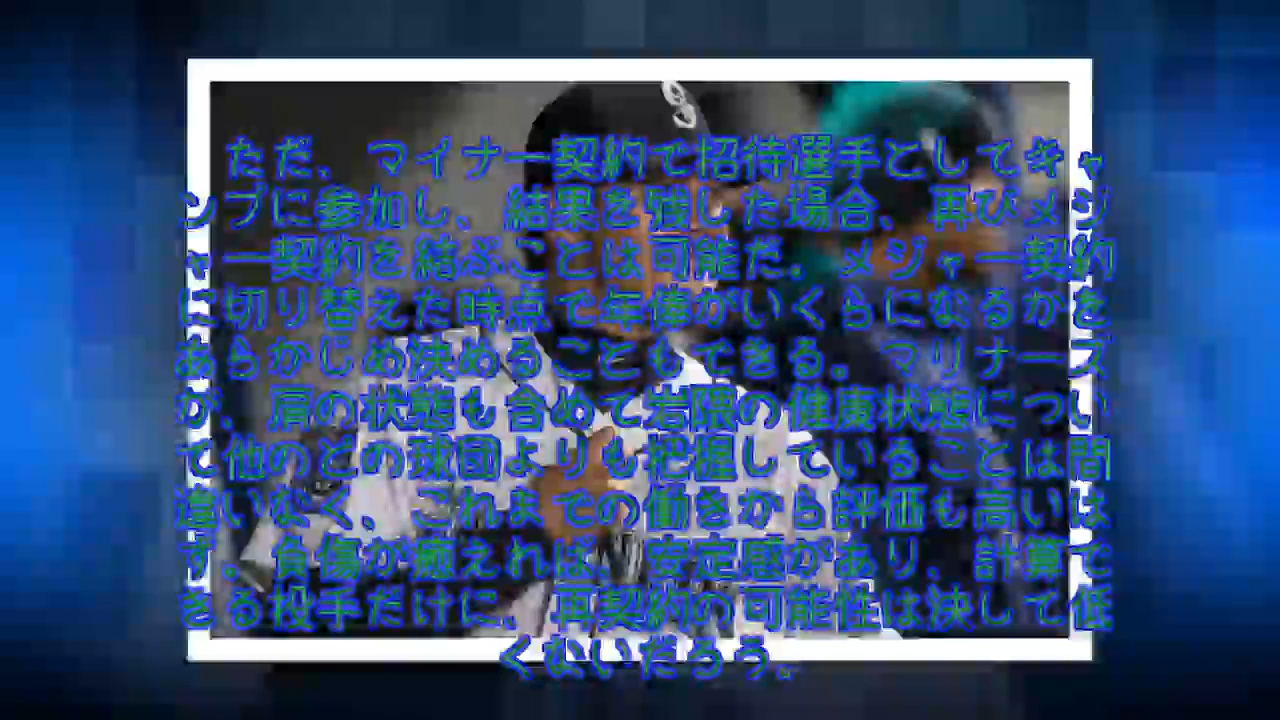 ただ、マイナー契約で招待選手としてキャ
ンプに参加し、結果を残した場合、再びメジ
ャー契約を結ぶことは可能だ。メジャー契約
に切り替えた時点で年俸がいくらになるかを
あらかじめ決めることもできる。マリナーズ
が、肩の状態も含めて岩隈の健康状態につい
て他のどの球団よりも把握していることは間
違いなく、これまでの働きから評価も高いは
ず。負傷が癒えれば、安定感があり、計算で
きる投手だけに、再契約の可能性は決して低
くないだろう。